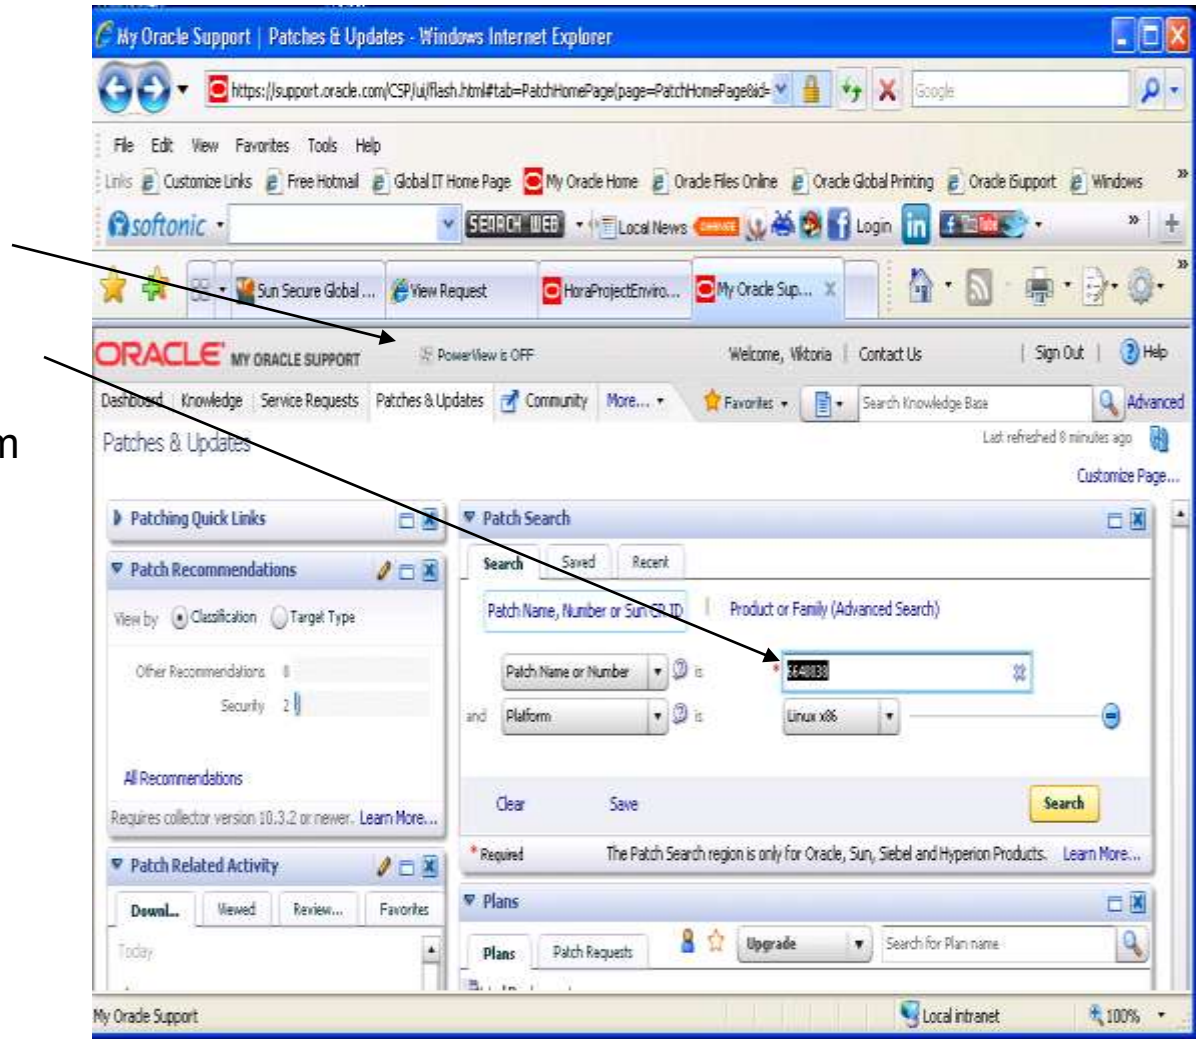 My Oracle Support | Patches & Updates - Windows Internet Explorer
https://support.oracle.com/CSP/ui/flash.html#tab=PatchHomePage(page=PatchHomePage&id=
Google
File Edit View Favorites Tools Help
Links Customize Links Free Hotmail Global IT Home Page My Oracle Home Oracle Files Online Oracle Global Printing Oracle iSupport Windows »
softonic SEARCH WEB Local News Login in »
Sun Secure Global ... View Request HoraProjectEnviro... My Oracle Sup... X »
ORACLE MY ORACLE SUPPORT PowerView is OFF Welcome, Viktoria | Contact Us | Sign Out | Help
Dashboard Knowledge Service Requests Patches & Updates Community More... Favorites Search Knowledge Base Advanced
m
Patches & Updates Last refreshed 8 minutes ago
Customize Page...
Patching Quick Links
Patch Search
Patch Recommendations
Search Saved Recent
View by Classification Target Type
Patch Name, Number or Sun CR ID | Product or Family (Advanced Search)
Other Recommendations
Patch Name or Number is *
Security 2
and Platform is Linux x86
All Recommendations
Requires collector version 10.3.2 or newer. Learn More...
Clear Save Search
* Required The Patch Search region is only for Oracle, Sun, Siebel and Hyperion Products. Learn More...
Patch Related Activity
Downl... Viewed Review... Favorites
Today
Plans
Plans Patch Requests Upgrade Search for Plan name
My Oracle Support Local intranet 100%